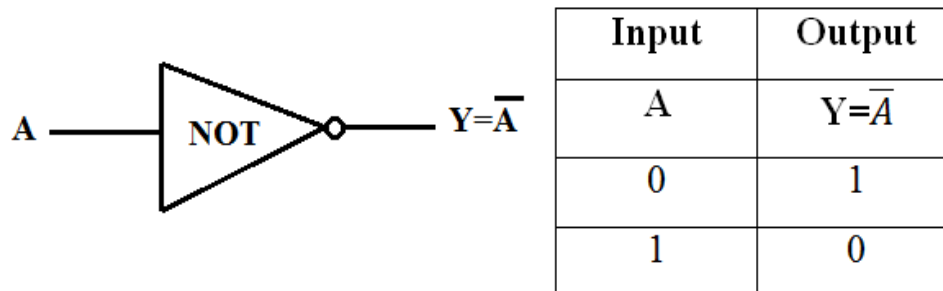 A
NOT
Y=A̅
Input Output
A Y=A̅
0 1
1 0